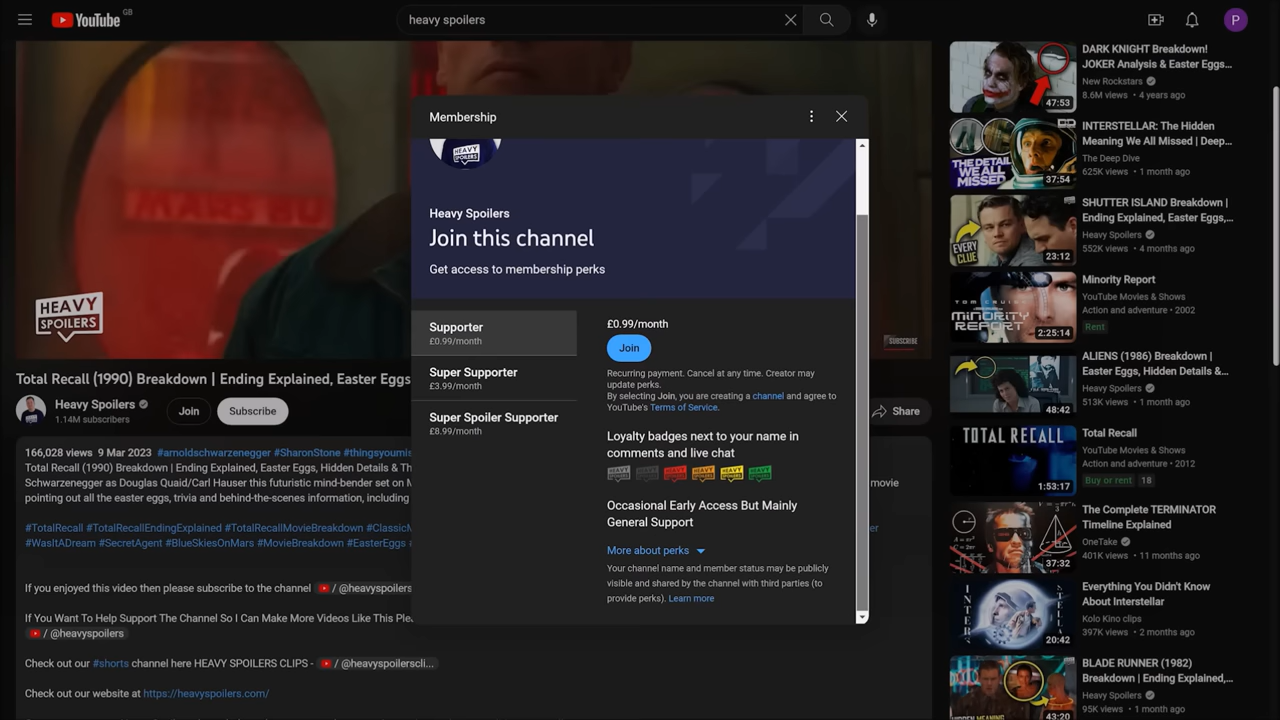 YouTube GB
heavy spoilers
P
HEAVY
SPOILERS
SUBSCRIBE
Total Recall (1990) Breakdown | Ending Explained, Easter Eggs
Heavy Spoilers
1.14M subscribers
Join
Subscribe
Share
166,028 views 9 Mar 2023 #arnoldschwarzenegger #SharonStone #thingsyoumis
Total Recall (1990) Breakdown | Ending Explained, Easter Eggs, Hidden Details & Th
Schwarzenegger as Douglas Quaid/Carl Hauser this futuristic mind-bender set on M
movie
pointing out all the easter eggs, trivia and behind-the-scenes information, including
#TotalRecall #TotalRecallEndingExplained #TotalRecallMovieBreakdown #ClassicM
#WasItADream #SecretAgent #BlueSkiesOnMars #MovieBreakdown #EasterEggs
If you enjoyed this video then please subscribe to the channel / @heavyspoilers
If You Want To Help Support The Channel So I Can Make More Videos Like This Ple
/ @heavyspoilers
Check out our #shorts channel here HEAVY SPOILERS CLIPS - / @heavyspoilerscli...
Check out our website at https://heavyspoilers.com/
Membership
HEAVY
SPOILERS
Heavy Spoilers
Join this channel
Get access to membership perks
Supporter
£0.99/month
Super Supporter
£3.99/month
Super Spoiler Supporter
£8.99/month
£0.99/month
Join
Recurring payment. Cancel at any time. Creator may
update perks.
By selecting Join, you are creating a channel and agree to
YouTube's Terms of Service.
Loyalty badges next to your name in
comments and live chat
Occasional Early Access But Mainly
General Support
More about perks
Your channel name and member status may be publicly
visible and shared by the channel with third parties (to
provide perks). Learn more
47:53
DARK KNIGHT Breakdown!
JOKER Analysis & Easter Eggs...
New Rockstars
8.6M views • 4 years ago
THE DETAIL
WE ALL
MISSED
37:54
INTERSTELLAR: The Hidden
Meaning We All Missed | Deep...
The Deep Dive
625K views • 1 month ago
EVERY
CLUE
23:12
SHUTTER ISLAND Breakdown |
Ending Explained, Easter Eggs,...
Heavy Spoilers
552K views • 4 months ago
TOM CRUISE
MINORITY
REPORT
2:25:14
Minority Report
YouTube Movies & Shows
Action and adventure • 2002
Rent
48:42
ALIENS (1986) Breakdown |
Easter Eggs, Hidden Details &...
Heavy Spoilers
513K views • 1 month ago
TOTAL RECALL
1:53:17
Total Recall
YouTube Movies & Shows
Action and adventure • 2012
Buy or rent 18
37:32
The Complete TERMINATOR
Timeline Explained
OneTake
401K views • 11 months ago
20:42
Everything You Didn't Know
About Interstellar
Kolo Kino clips
397K views • 2 months ago
HIDDEN MEANING
43:20
BLADE RUNNER (1982)
Breakdown | Ending Explained,...
Heavy Spoilers
95K views • 1 month ago